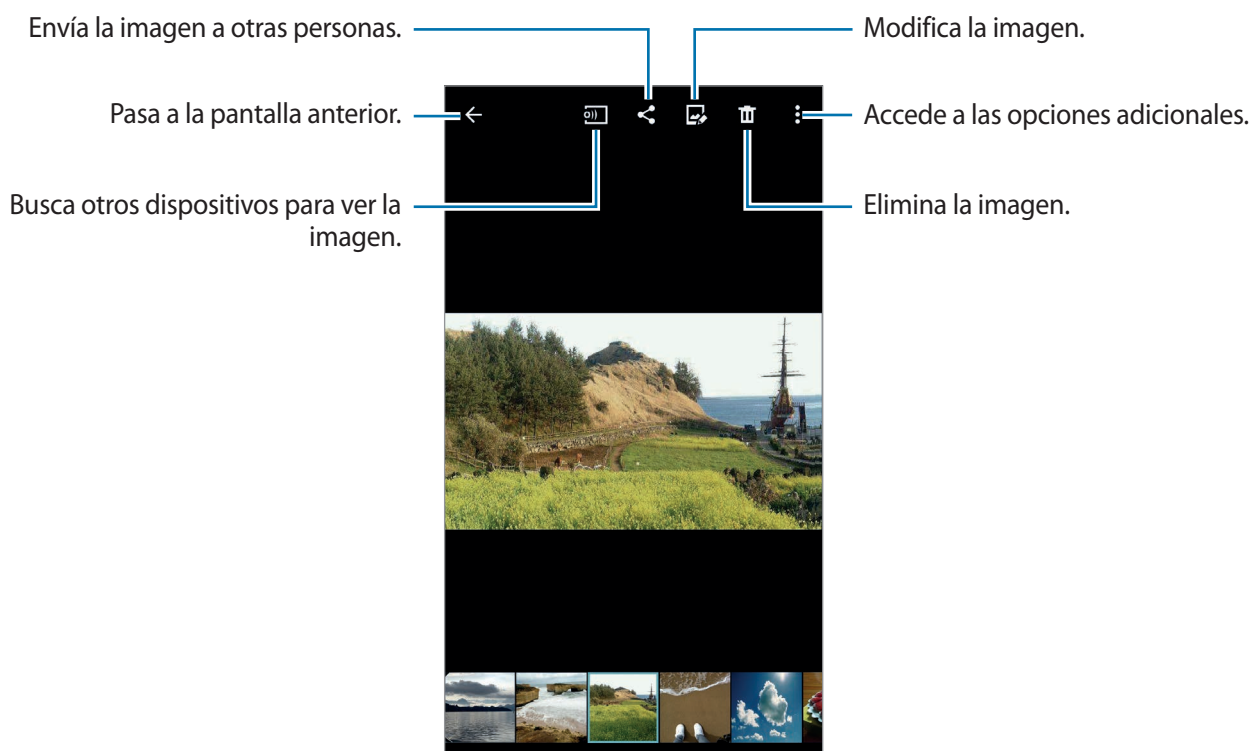 Envía la imagen a otras personas.
Modifica la imagen.
Pasa a la pantalla anterior.
Accede a las opciones adicionales.
Busca otros dispositivos para ver la
imagen.
Elimina la imagen.